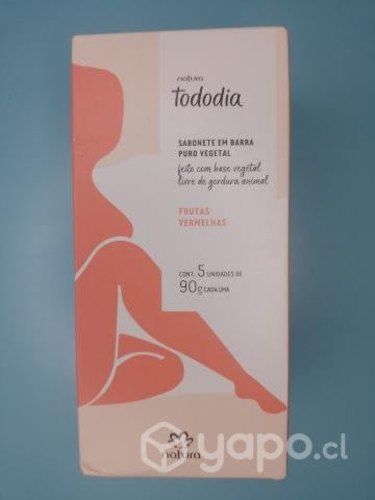 natura
tododia
SABONETE EM BARRA
PURO VEGETAL
feito com base vegetal
livre de gordura animal
FRUTAS
VERMELHAS
CONT. 5 UNIDADES DE
90g CADA UMA
natura
yapo.cl